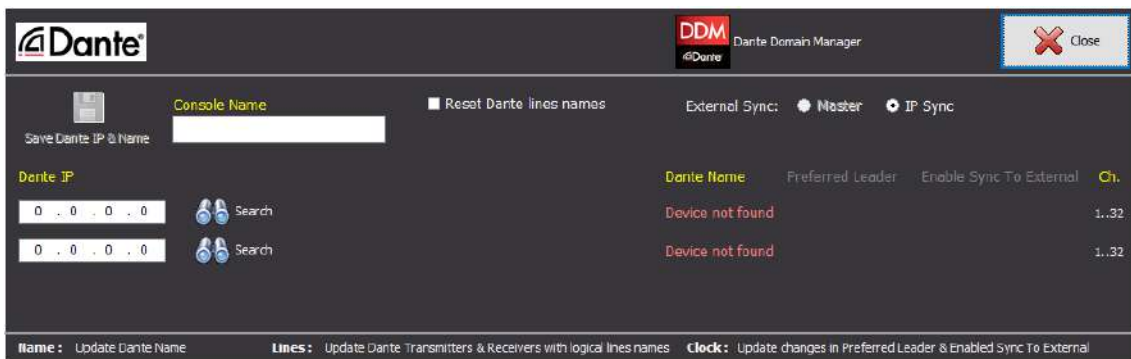 Dante
DDM
Dante
Dante Domain Manager
Close
Console Name
Reset Dante lines names
External Sync:
Master
IP Sync
Save Dante IP & Name
Dante IP
Dante Name
Preferred Leader
Enable Sync To External
Ch.
0 . 0 . 0 . 0
Search
Device not found
1..32
0 . 0 . 0 . 0
Search
Device not found
1..32
Name : Update Dante Name
Lines : Update Dante Transmitters & Receivers with logical lines names
Clock : Update changes in Preferred Leader & Enabled Sync To External